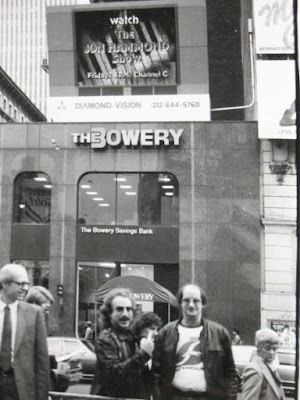 watch
The
JON HAMMOND
Show
Fridays 8PM! Channel C
DIAMOND VISION 212·644-5760
THE BOWERY
The Bowery Savings Bank
BOWERY